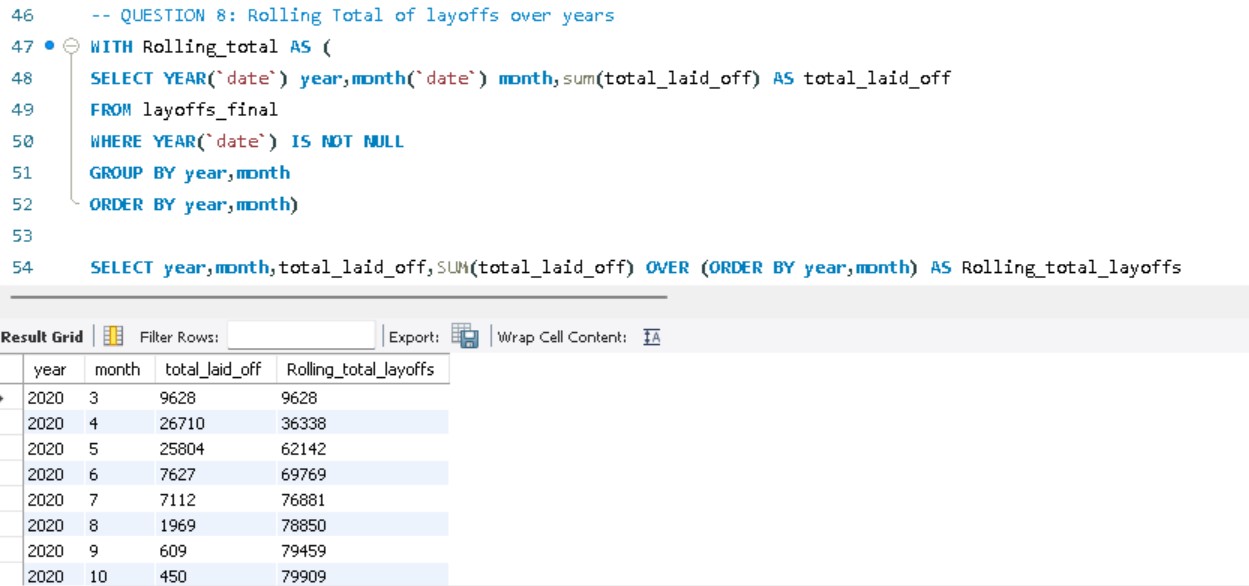 46 -- QUESTION 8: Rolling Total of layoffs over years
47 WITH Rolling_total AS (
48 SELECT YEAR(`date`) year,month(`date`) month,sum(total_laid_off) AS total_laid_off
49 FROM layoffs_final
50 WHERE YEAR(`date`) IS NOT NULL
51 GROUP BY year,month
52 ORDER BY year,month)
53
54 SELECT year,month,total_laid_off,SUM(total_laid_off) OVER (ORDER BY year,month) AS Rolling_total_layoffs
Result Grid Filter Rows: Export: Wrap Cell Content: IA
year month total_laid_off Rolling_total_layoffs
2020 3 9628 9628
2020 4 26710 36338
2020 5 25804 62142
2020 6 7627 69769
2020 7 7112 76881
2020 8 1969 78850
2020 9 609 79459
2020 10 450 79909